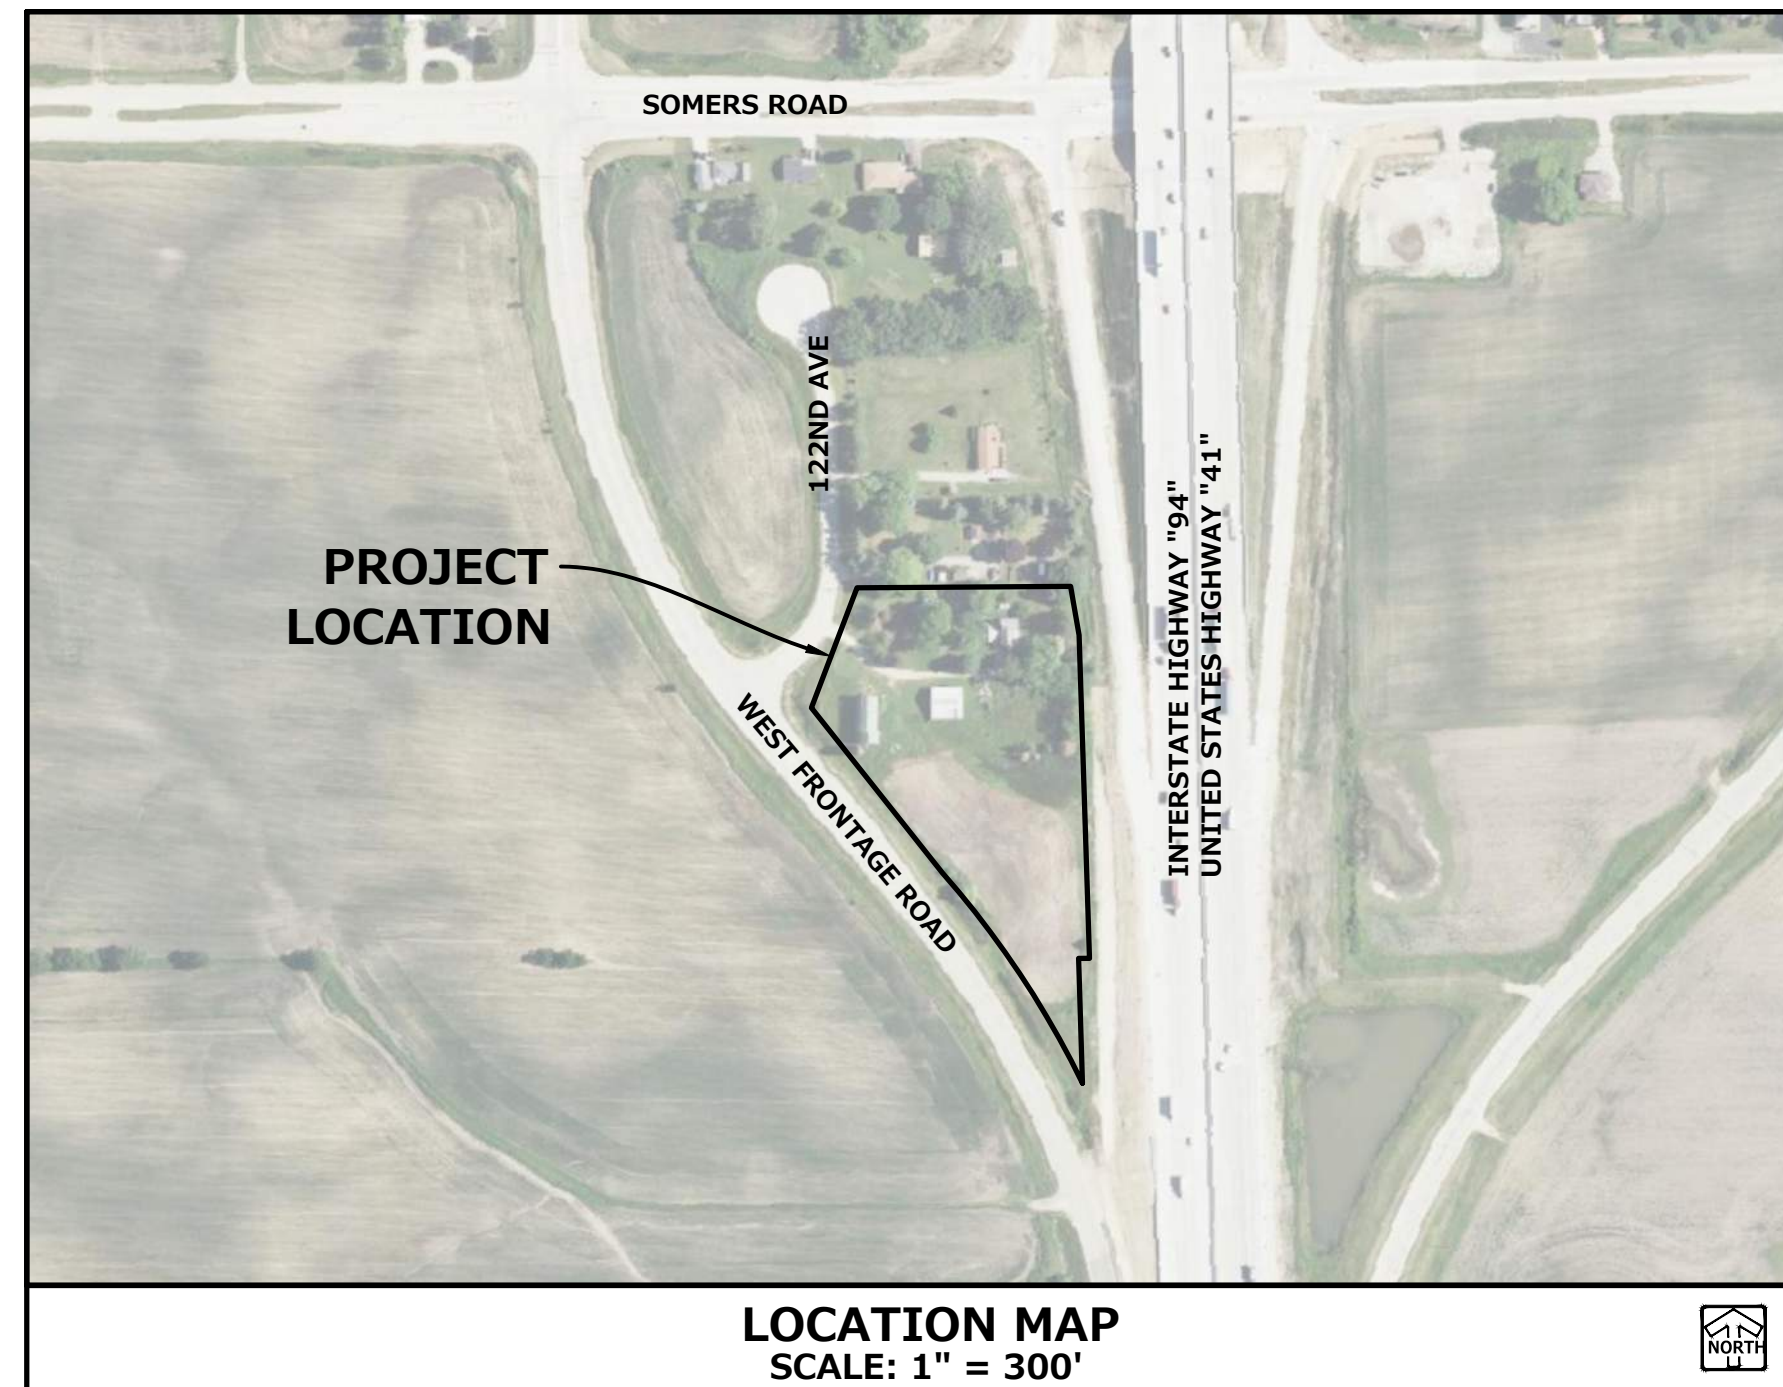 SOMERS ROAD
122ND AVE
INTERSTATE HIGHWAY "94"
UNITED STATES HIGHWAY "41"
PROJECT
LOCATION
WEST FRONTAGE ROAD
LOCATION MAP
SCALE: 1" = 300'
NORTH